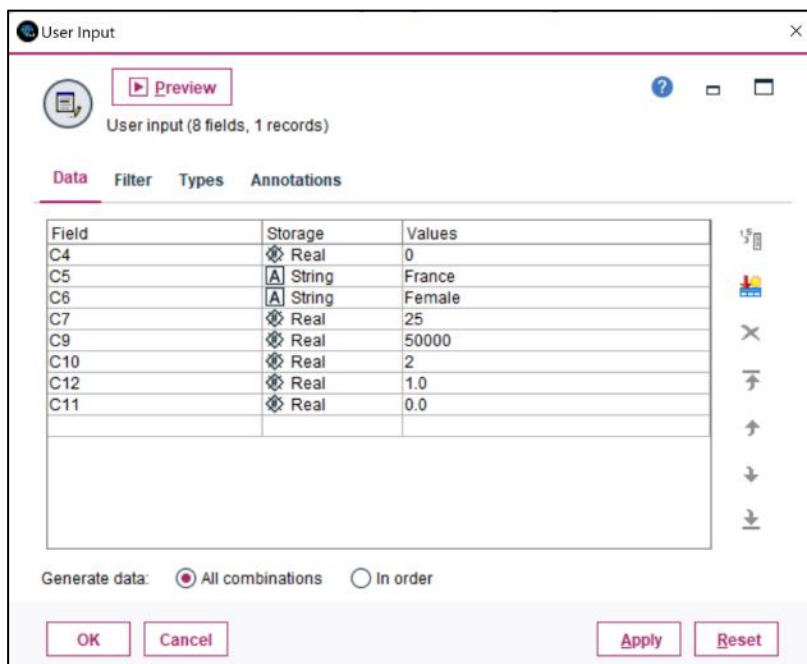 User Input
Preview
User input (8 fields, 1 records)
Data Filter Types Annotations
Field Storage Values
C4 Real 0
C5 A String France
C6 A String Female
C7 Real 25
C9 Real 50000
C10 Real 2
C12 Real 1.0
C11 Real 0.0
Generate data: All combinations In order
OK Cancel Apply Reset